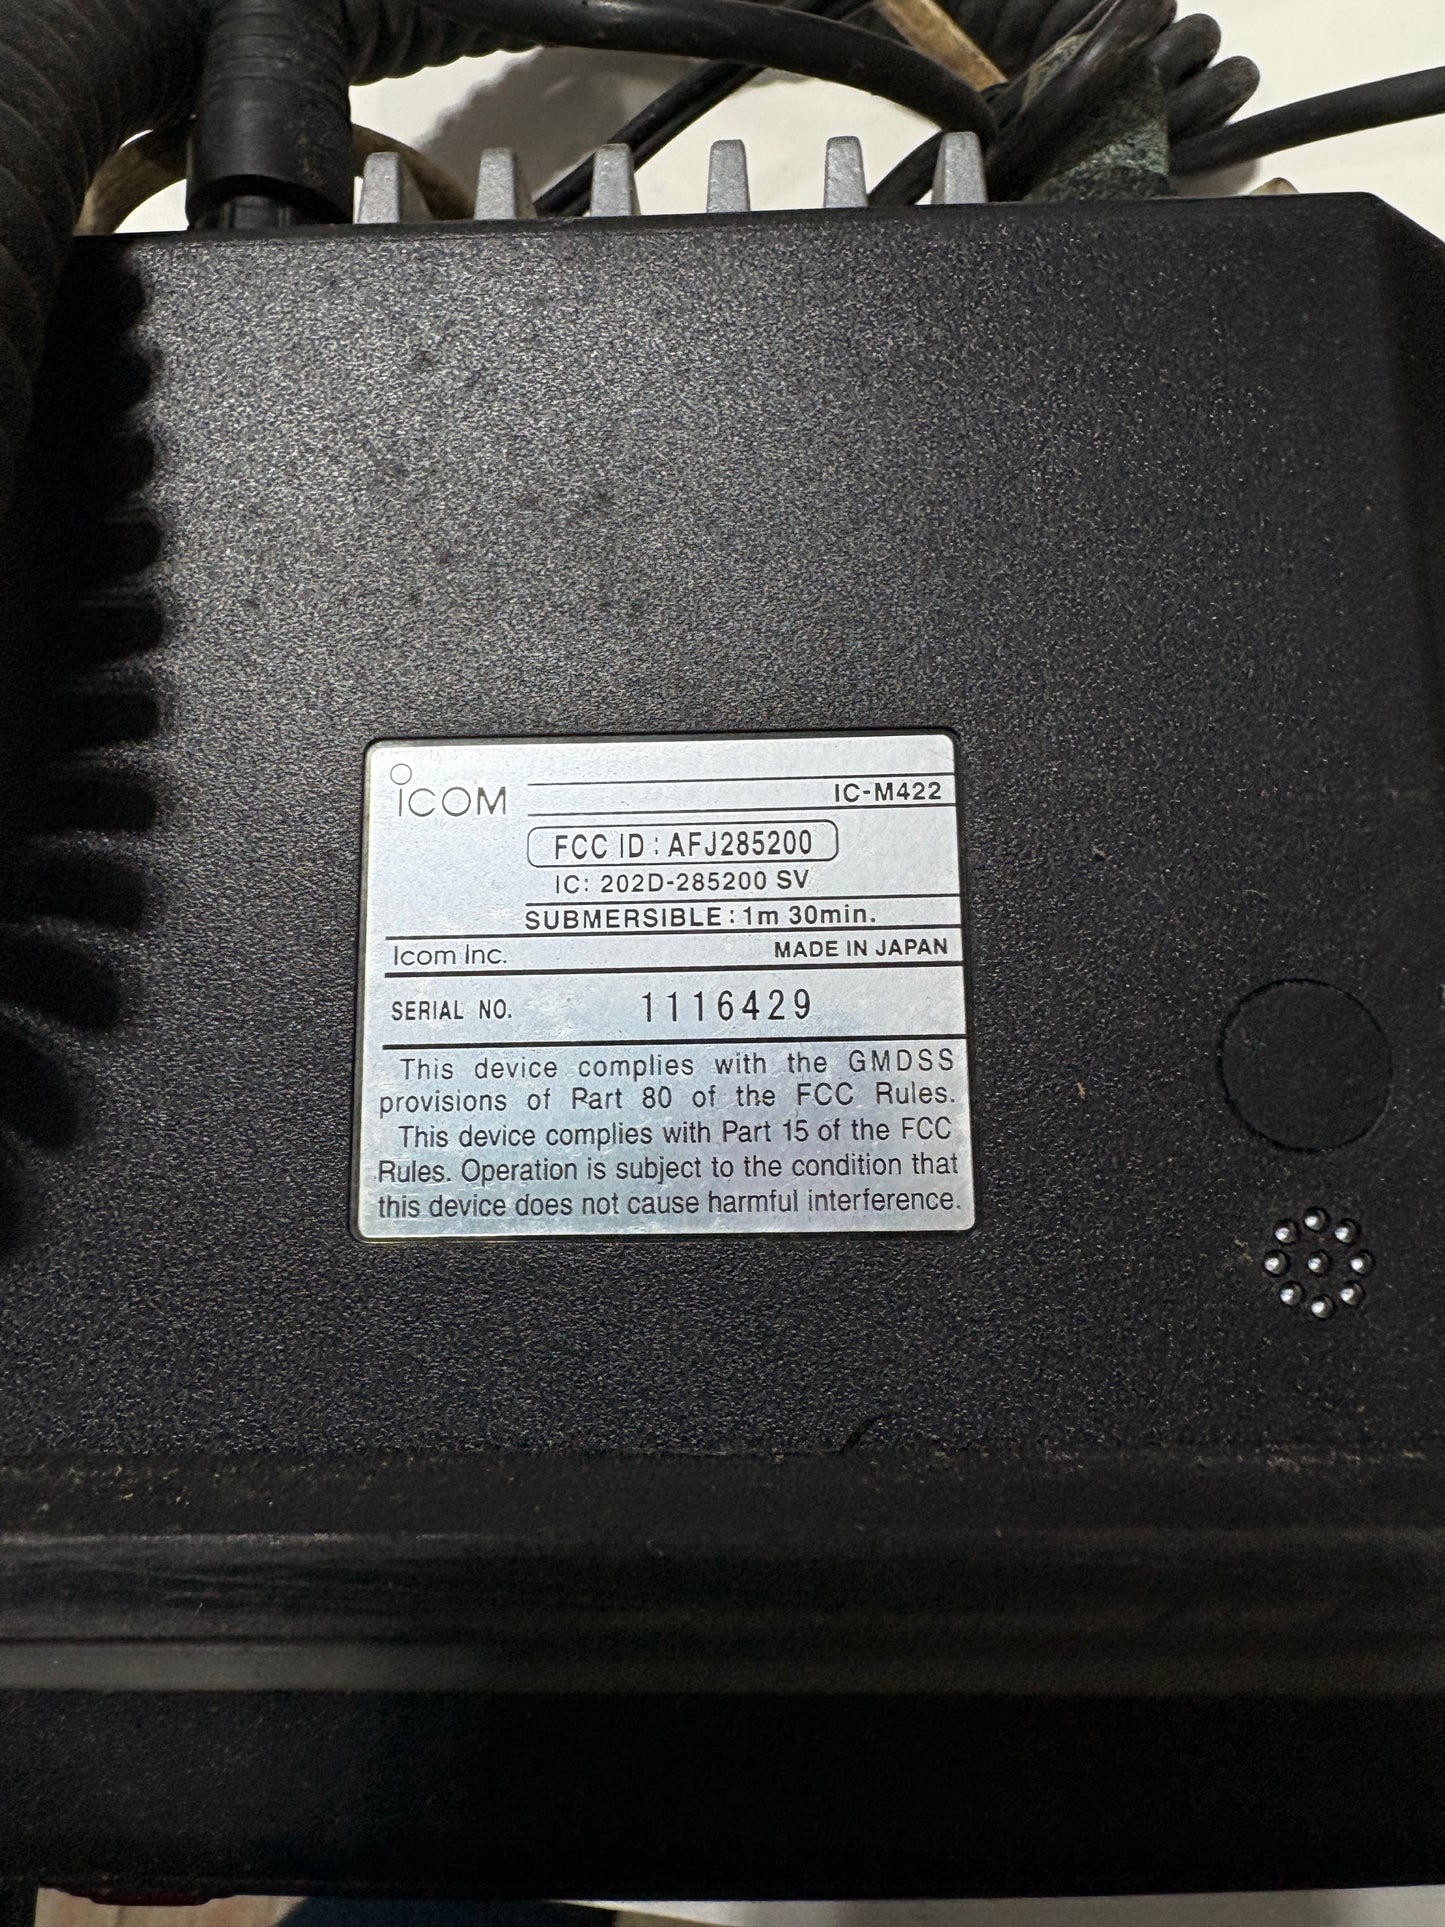 ICOM
IC-M422
FCC ID: AFJ285200
IC: 202D-285200 SV
SUBMERSIBLE: 1m 30min.
Icom Inc. MADE IN JAPAN
SERIAL NO. 1116429
This device complies with the GMDSS
provisions of Part 80 of the FCC Rules.
This device complies with Part 15 of the FCC
Rules. Operation is subject to the condition that
this device does not cause harmful interference.